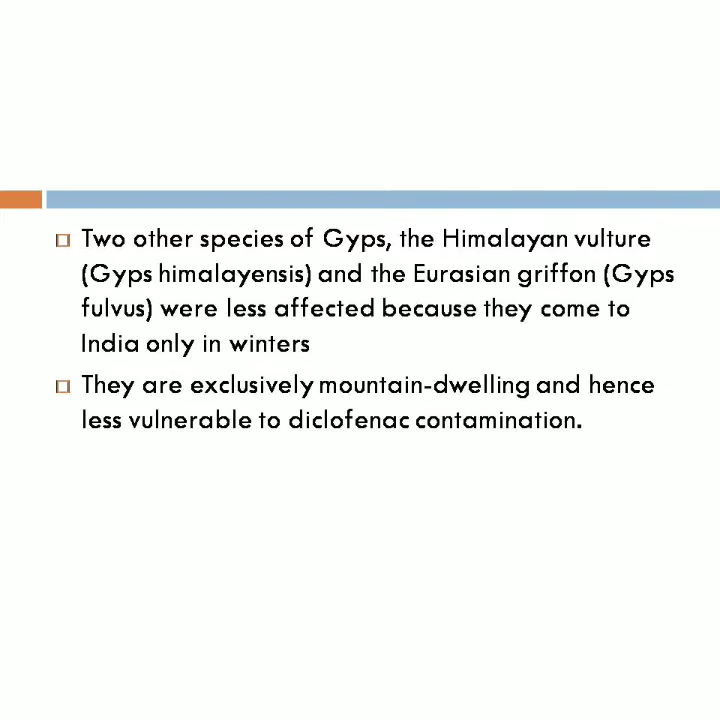 Two other species of Gyps, the Himalayan vulture
(Gyps himalayensis) and the Eurasian griffon (Gyps
fulvus) were less affected because they come to
India only in winters
They are exclusively mountain-dwelling and hence
less vulnerable to diclofenac contamination.